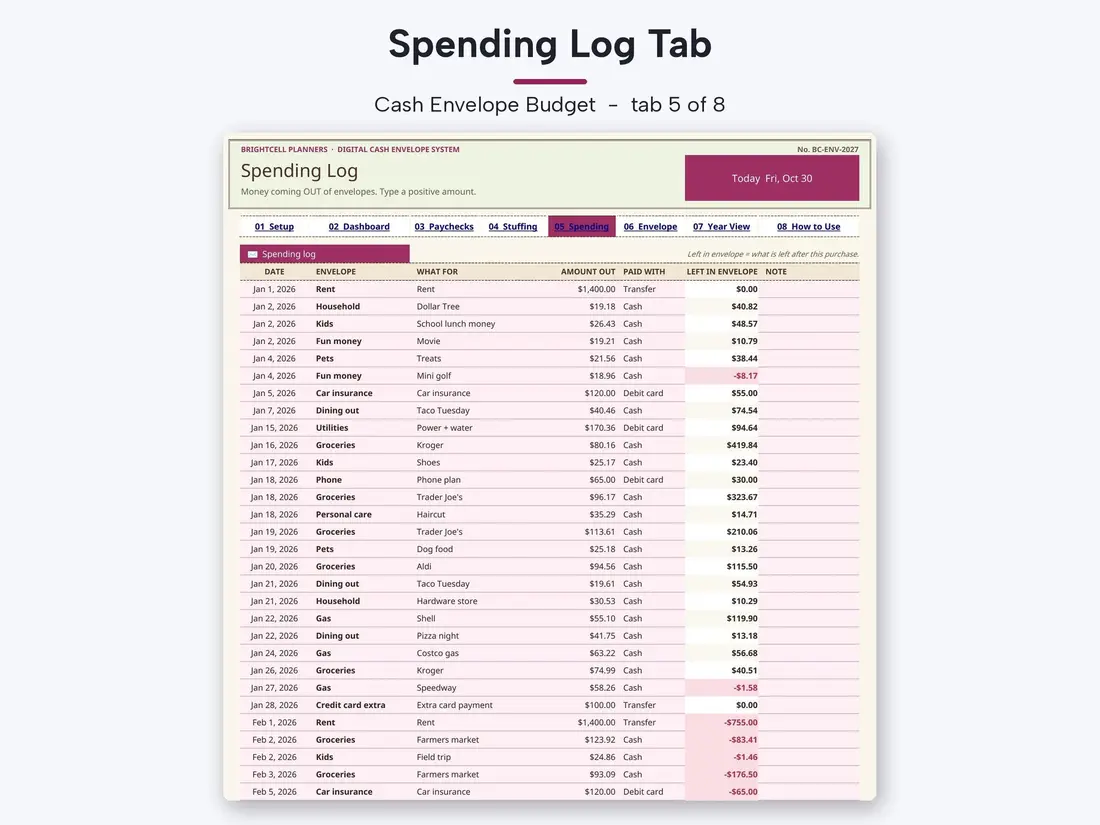 Spending Log Tab
Cash Envelope Budget - tab 5 of 8
BRIGHTCELL PLANNERS · DIGITAL CASH ENVELOPE SYSTEM No. BC-ENV-2027
Spending Log
Today Fri, Oct 30
Money coming OUT of envelopes. Type a positive amount.
01 Setup 02 Dashboard 03 Paychecks 04 Stuffing 05 Spending 06 Envelope 07 Year View 08 How to Use
Spending log Left in envelope = what is left after this purchase.
DATE ENVELOPE WHAT FOR AMOUNT OUT PAID WITH LEFT IN ENVELOPE NOTE
Jan 1, 2026 Rent Rent $1,400.00 Transfer $0.00
Jan 2, 2026 Household Dollar Tree $19.18 Cash $40.82
Jan 2, 2026 Kids School lunch money $26.43 Cash $48.57
Jan 2, 2026 Fun money Movie $19.21 Cash $10.79
Jan 4, 2026 Pets Treats $21.56 Cash $38.44
Jan 4, 2026 Fun money Mini golf $18.96 Cash -$8.17
Jan 5, 2026 Car insurance Car insurance $120.00 Debit card $55.00
Jan 7, 2026 Dining out Taco Tuesday $40.46 Cash $74.54
Jan 15, 2026 Utilities Power + water $170.36 Debit card $94.64
Jan 16, 2026 Groceries Kroger $80.16 Cash $419.84
Jan 17, 2026 Kids Shoes $25.17 Cash $23.40
Jan 18, 2026 Phone Phone plan $65.00 Debit card $30.00
Jan 18, 2026 Groceries Trader Joe's $96.17 Cash $323.67
Jan 18, 2026 Personal care Haircut $35.29 Cash $14.71
Jan 19, 2026 Groceries Trader Joe's $113.61 Cash $210.06
Jan 19, 2026 Pets Dog food $25.18 Cash $13.26
Jan 20, 2026 Groceries Aldi $94.56 Cash $115.50
Jan 21, 2026 Dining out Taco Tuesday $19.61 Cash $54.93
Jan 21, 2026 Household Hardware store $30.53 Cash $10.29
Jan 22, 2026 Gas Shell $55.10 Cash $119.90
Jan 22, 2026 Dining out Pizza night $41.75 Cash $13.18
Jan 24, 2026 Gas Costco gas $63.22 Cash $56.68
Jan 26, 2026 Groceries Kroger $74.99 Cash $40.51
Jan 27, 2026 Gas Speedway $58.26 Cash -$1.58
Jan 28, 2026 Credit card extra Extra card payment $100.00 Transfer $0.00
Feb 1, 2026 Rent Rent $1,400.00 Transfer -$755.00
Feb 2, 2026 Groceries Farmers market $123.92 Cash -$83.41
Feb 2, 2026 Kids Field trip $24.86 Cash -$1.46
Feb 3, 2026 Groceries Farmers market $93.09 Cash -$176.50
Feb 5, 2026 Car insurance Car insurance $120.00 Debit card -$65.00